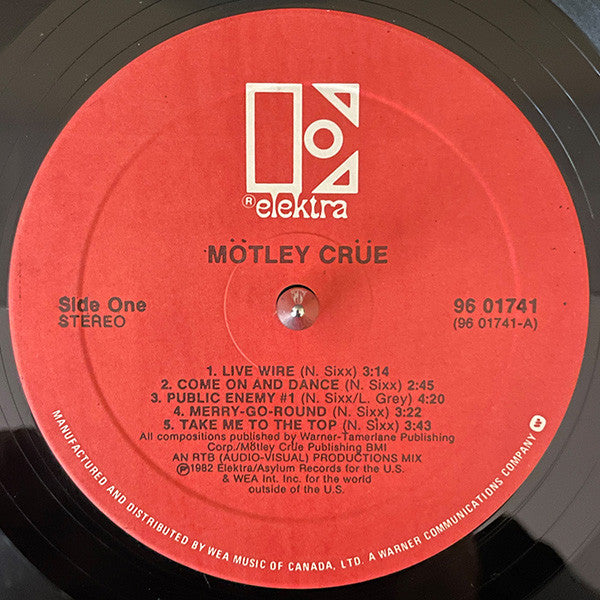 ® elektra
MÖTLEY CRÜE
Side One
STEREO
96 01741
(96 01741-A)
1. LIVE WIRE (N. Sixx) 3:14
2. COME ON AND DANCE (N. Sixx) 2:45
3. PUBLIC ENEMY #1 (N. Sixx/L. Grey) 4:20
4. MERRY-GO-ROUND (N. Sixx) 3:22
5. TAKE ME TO THE TOP (N. Sixx) 3:43
All compositions published by Warner-Tamerlane Publishing
Corp./Mötley Crüe Publishing BMI
AN RTB (AUDIO-VISUAL) PRODUCTIONS MIX
℗1982 Elektra/Asylum Records for the U.S.
& WEA Int. Inc. for the world
outside of the U.S.
MANUFACTURED AND DISTRIBUTED BY WEA MUSIC OF CANADA, LTD. A WARNER COMMUNICATIONS COMPANY